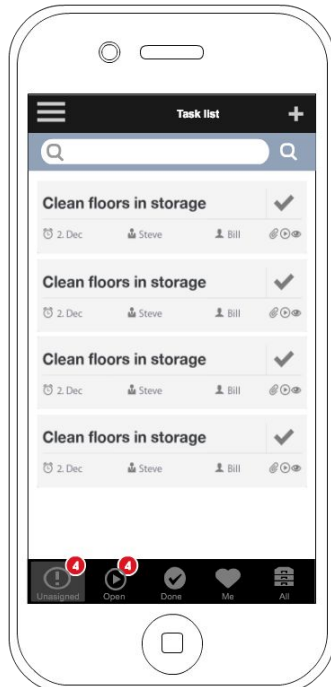 Task list
Clean floors in storage
2. Dec Steve Bill
Clean floors in storage
2. Dec Steve Bill
Clean floors in storage
2. Dec Steve Bill
Clean floors in storage
2. Dec Steve Bill
4 4
Unasigned Open Done Me All